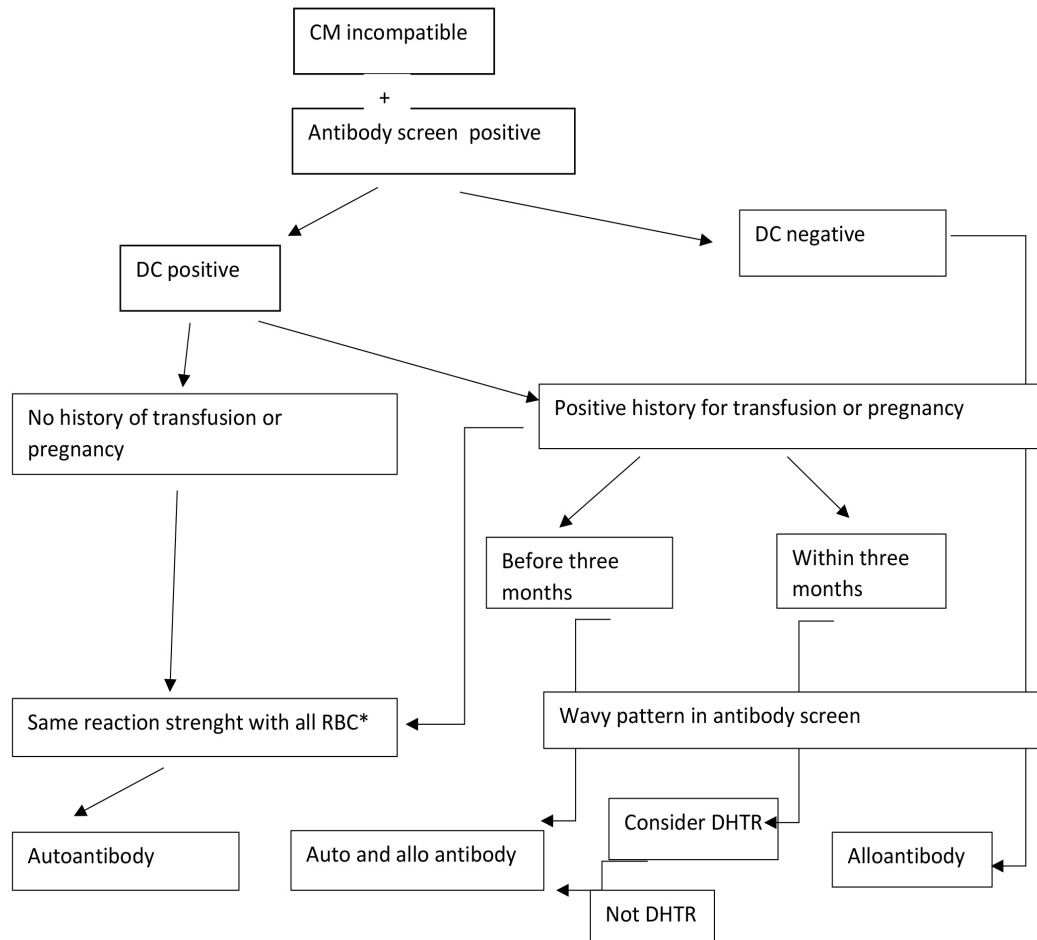 CM incompatible
+
Antibody screen positive
DC negative
DC positive
No history of transfusion or
pregnancy
Positive history for transfusion or pregnancy
Before three
months
Within three
months
Same reaction strenght with all RBC*
Wavy pattern in antibody screen
Consider DHTR
Autoantibody
Auto and allo antibody
Alloantibody
Not DHTR